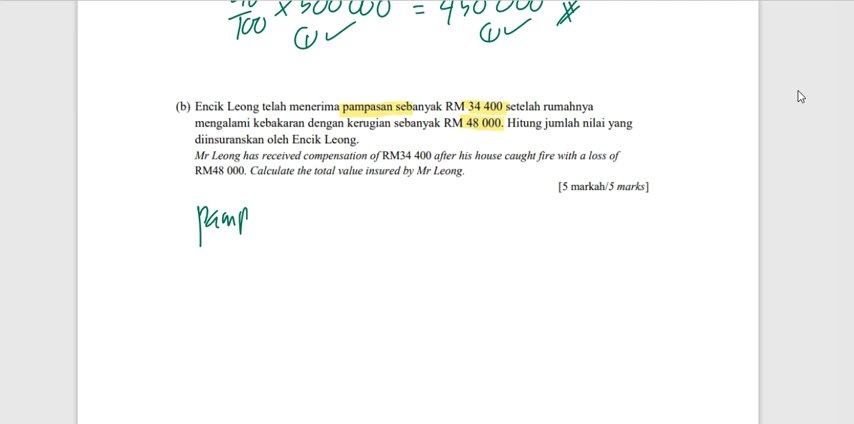 100 × 500 000 = 450 000
① ✓ ① ✓
(b) Encik Leong telah menerima pampasan sebanyak RM 34 400 setelah rumahnya
mengalami kebakaran dengan kerugian sebanyak RM 48 000. Hitung jumlah nilai yang
diinsuranskan oleh Encik Leong.
Mr Leong has received compensation of RM34 400 after his house caught fire with a loss of
RM48 000. Calculate the total value insured by Mr Leong.
[5 markah/5 marks]
pamp